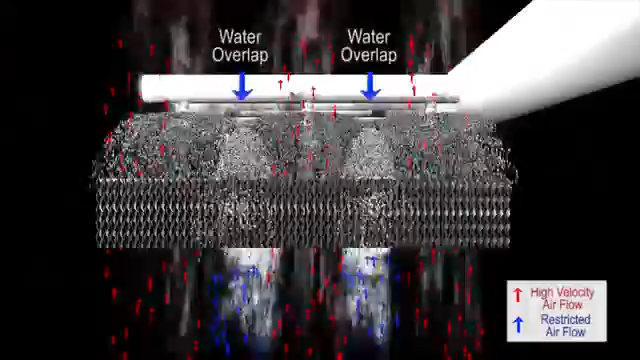 Water
Overlap
Water
Overlap
High Velocity
Air Flow
Restricted
Air Flow